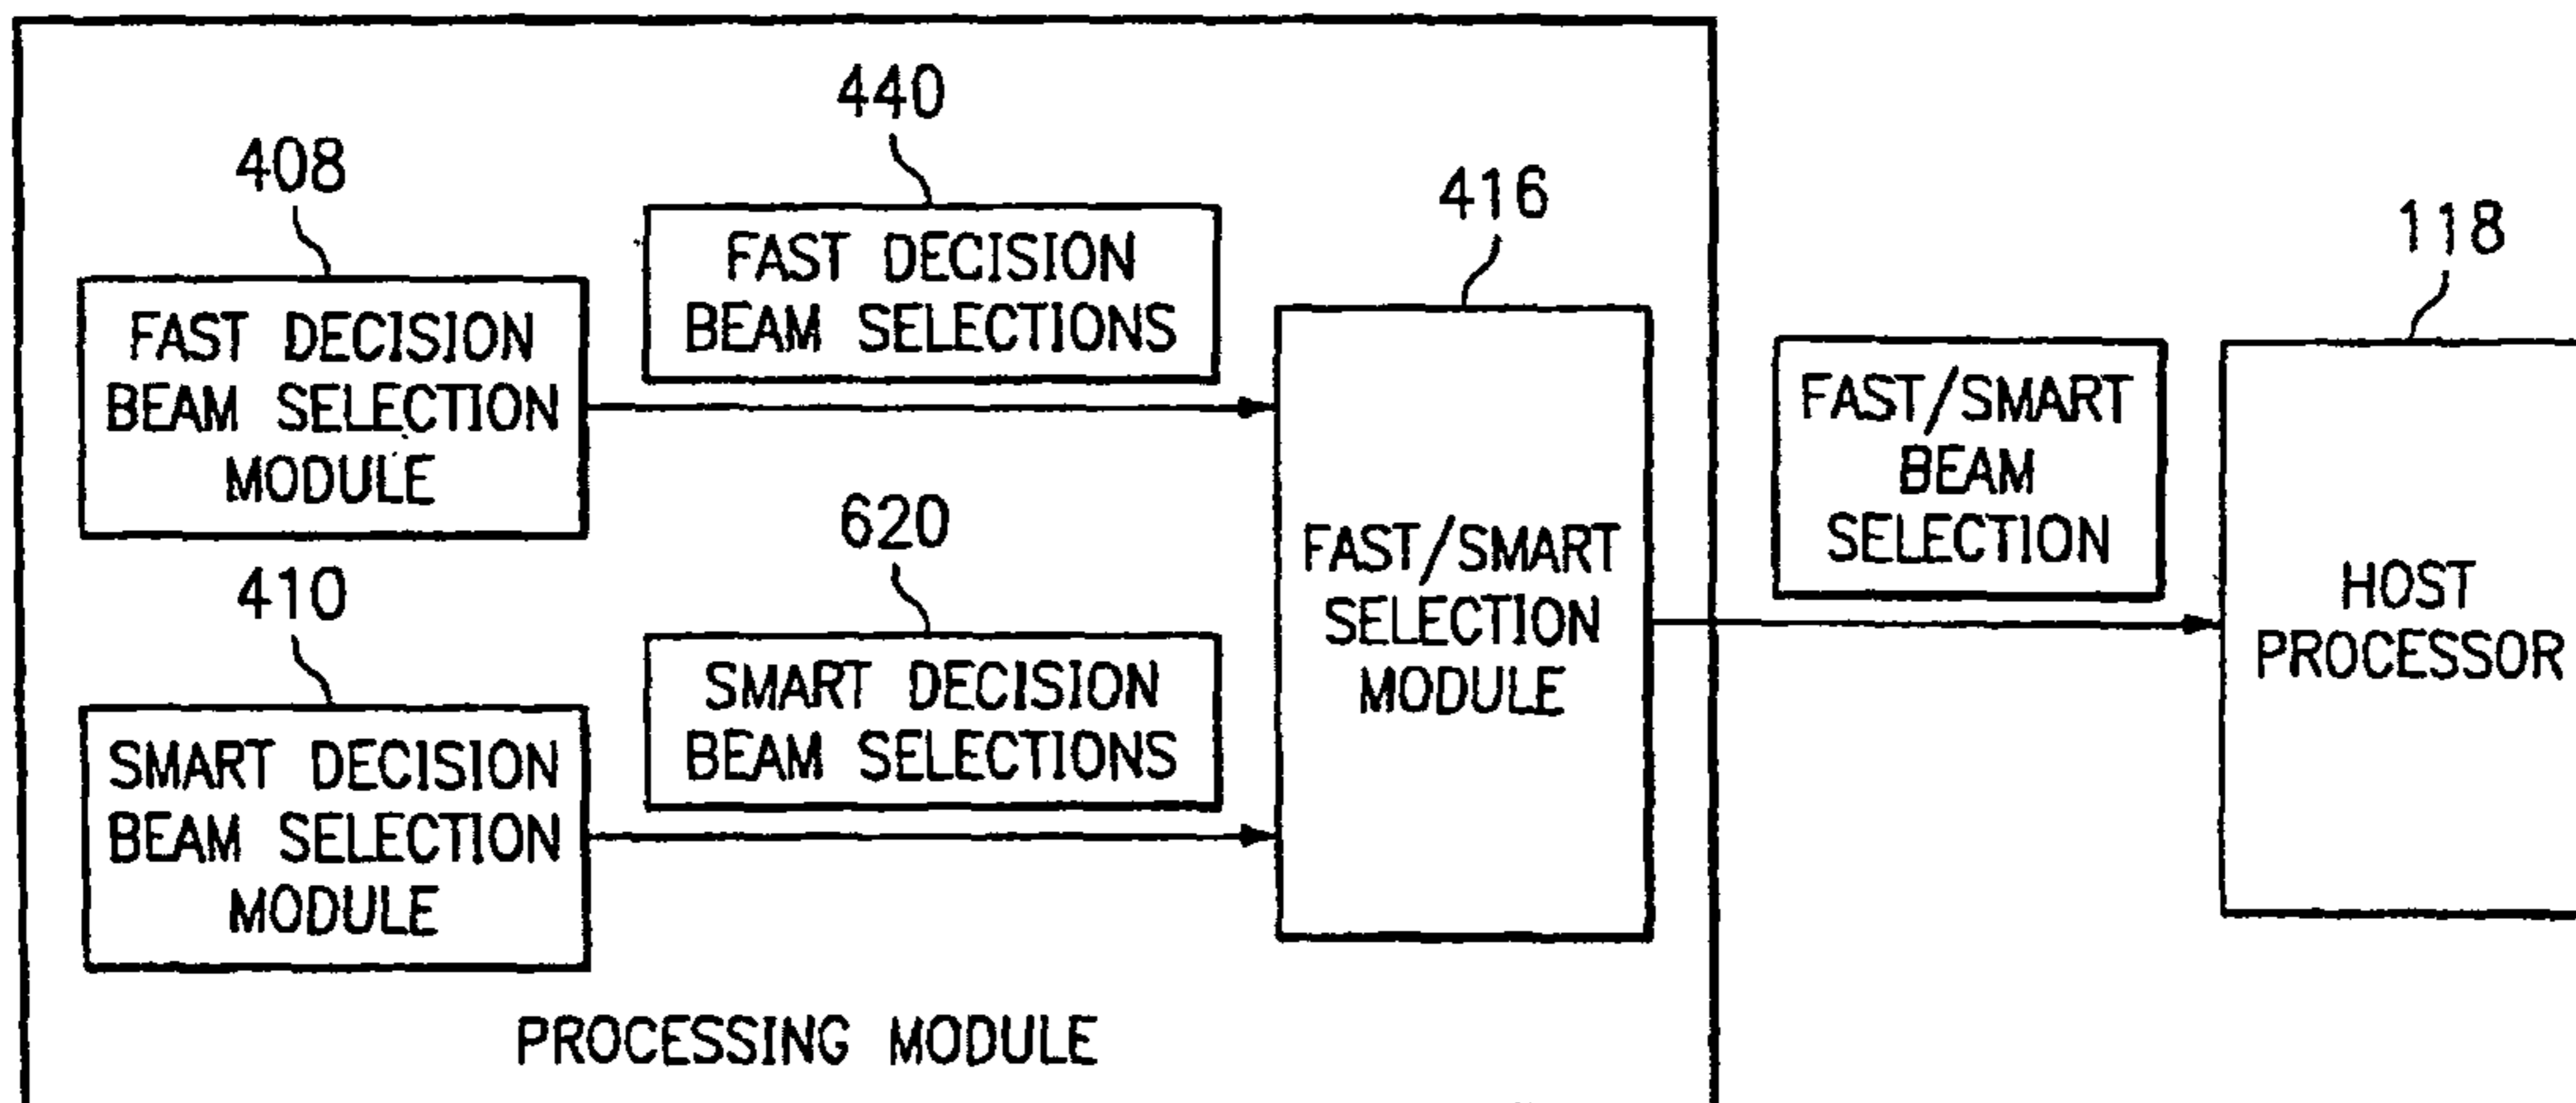 408
FAST DECISION
BEAM SELECTION
MODULE
440
FAST DECISION
BEAM SELECTIONS
410
SMART DECISION
BEAM SELECTION
MODULE
620
SMART DECISION
BEAM SELECTIONS
416
FAST/SMART
SELECTION
MODULE
FAST/SMART
BEAM
SELECTION
118
HOST
PROCESSOR
PROCESSING MODULE